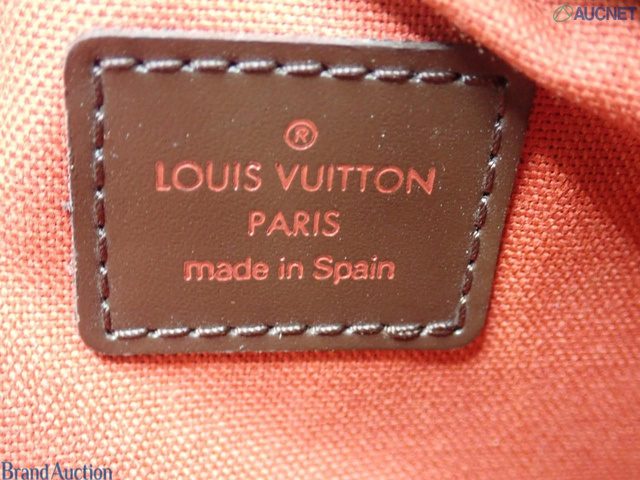 AUCNET
®
LOUIS VUITTON
PARIS
made in Spain
Brand Auction